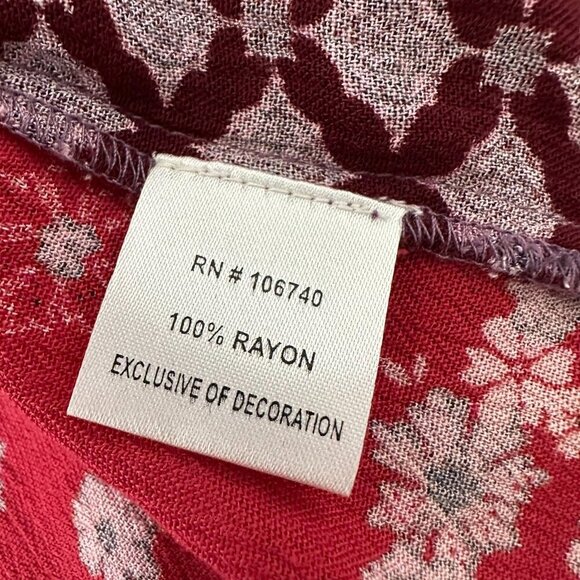 RN # 106740
100% RAYON
EXCLUSIVE OF DECORATION